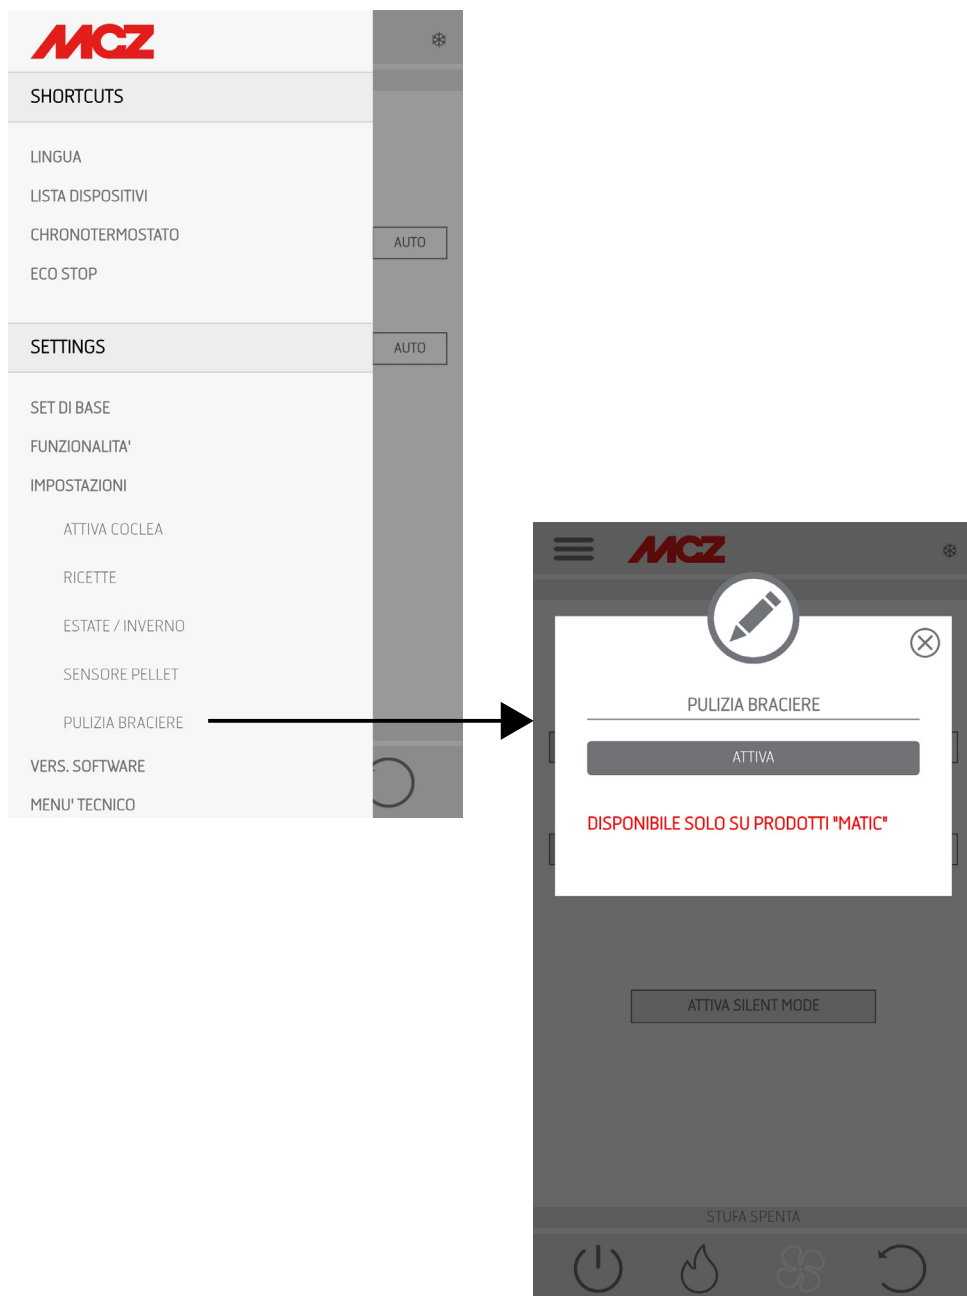 MCZ
SHORTCUTS
LINGUA
LISTA DISPOSITIVI
CHRONOTERMOSTATO
ECO STOP
AUTO
SETTINGS
AUTO
SET DI BASE
FUNZIONALITA'
IMPOSTAZIONI
ATTIVA COCLEA
RICETTE
ESTATE / INVERNO
SENSORE PELLET
PULIZIA BRACIERE
VERS. SOFTWARE
MENU' TECNICO
MCZ
PULIZIA BRACIERE
ATTIVA
DISPONIBILE SOLO SU PRODOTTI "MATIC"
ATTIVA SILENT MODE
STUFA SPENTA